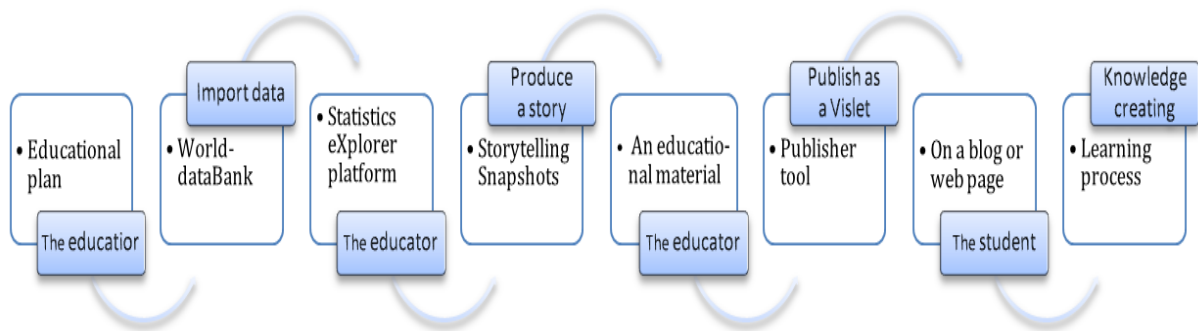 • Educational
plan
The educatior
Import data
• World-
dataBank
• Statistics
eXplorer
platform
The educator
Produce
a story
• Storytelling
Snapshots
• An educatio-
nal material
The educator
Publish as
a Vislet
• Publisher
tool
• On a blog or
web page
The student
Knowledge
creating
• Learning
process